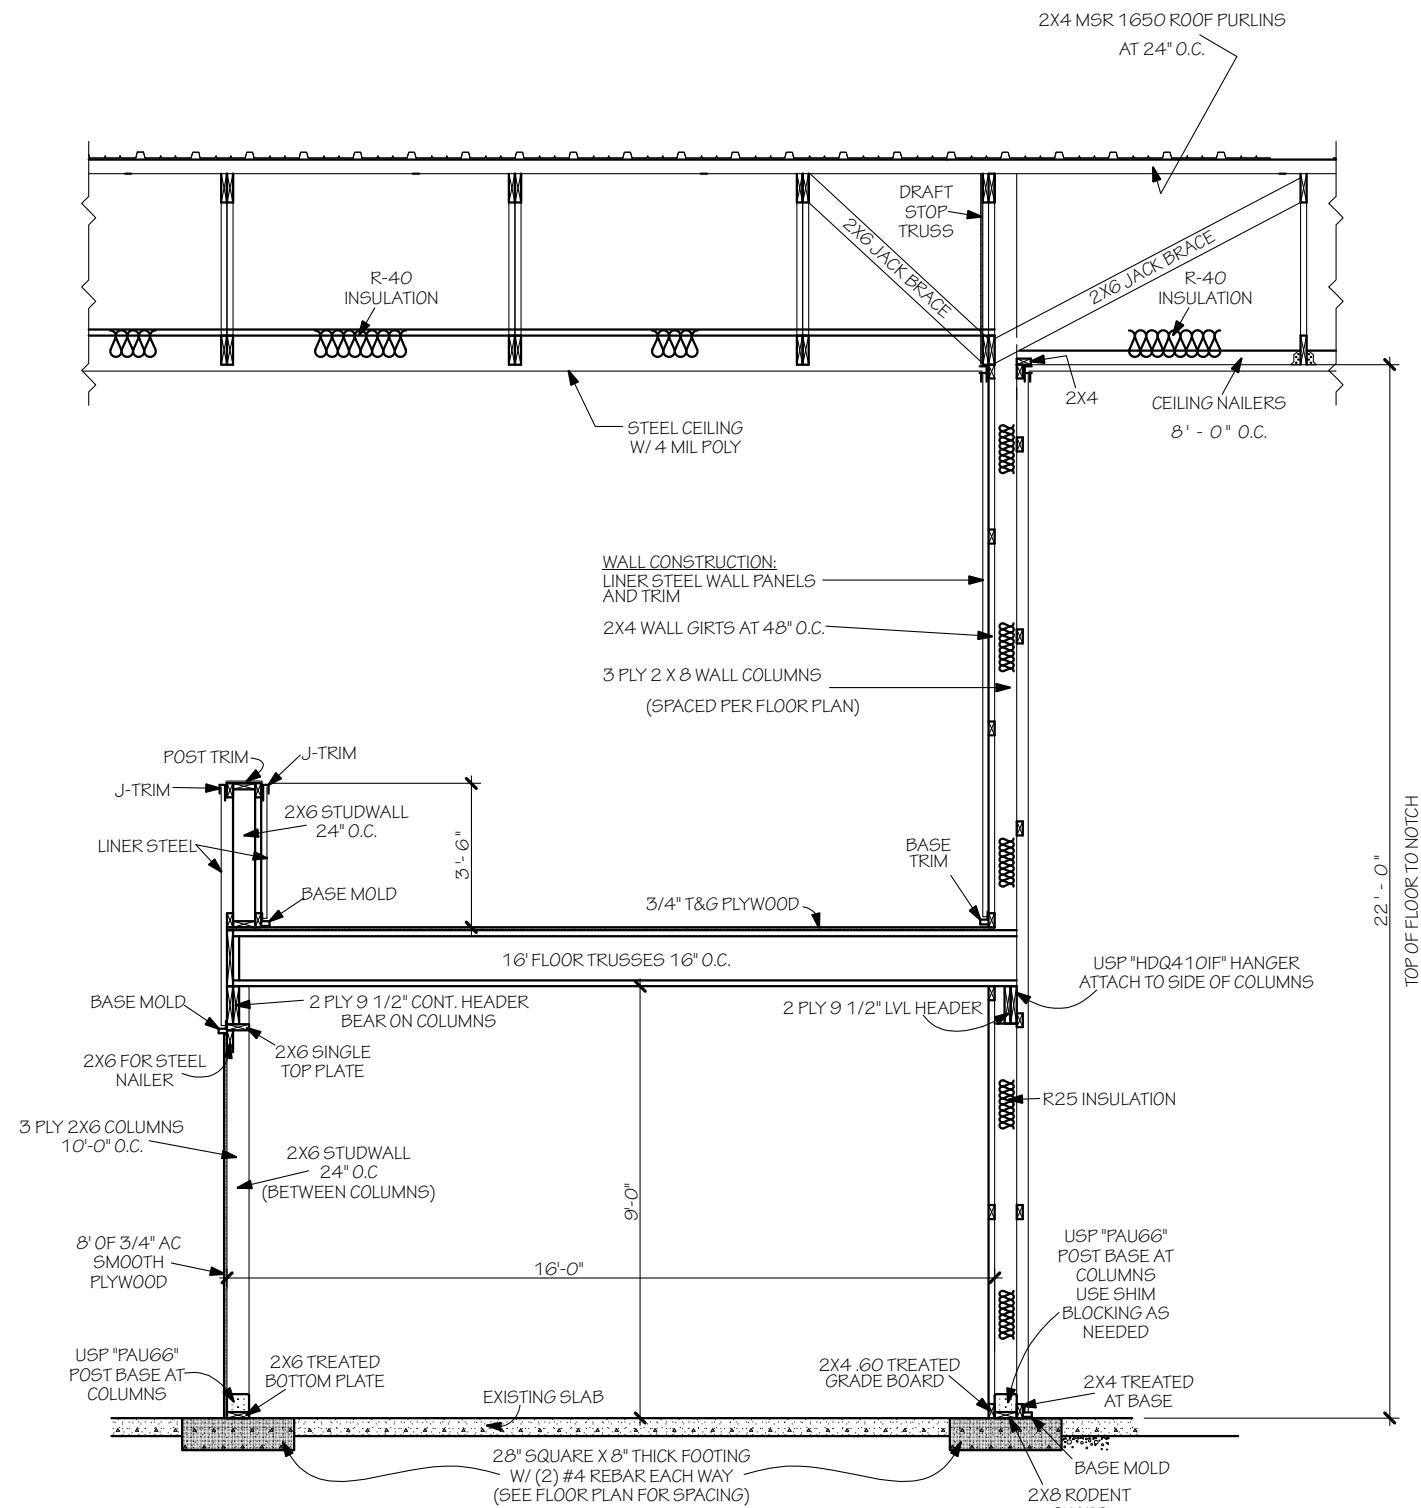 2X4 MSR 1650 ROOF PURLINS
AT 24" O.C.
DRAFT
STOP
TRUSS
2X6 JACK BRACE
2X6 JACK BRACE
R-40
INSULATION
R-40
INSULATION
2X4
CEILING NAILERS
8' - 0" O.C.
STEEL CEILING
W/ 4 MIL POLY
WALL CONSTRUCTION:
LINER STEEL WALL PANELS
AND TRIM
2X4 WALL GIRTS AT 48" O.C.
3 PLY 2 X 8 WALL COLUMNS
(SPACED PER FLOOR PLAN)
POST TRIM
J-TRIM
J-TRIM
2X6 STUDWALL
24" O.C.
LINER STEEL
3'- 6"
BASE MOLD
BASE
TRIM
3/4" T&G PLYWOOD
22' - 0"
TOP OF FLOOR TO NOTCH
16' FLOOR TRUSSES 16" O.C.
USP "HDQ410IF" HANGER
ATTACH TO SIDE OF COLUMNS
BASE MOLD
2 PLY 9 1/2" CONT. HEADER
BEAR ON COLUMNS
2 PLY 9 1/2" LVL HEADER
2X6 SINGLE
TOP PLATE
2X6 FOR STEEL
NAILER
R25 INSULATION
3 PLY 2X6 COLUMNS
10'-0" O.C.
2X6 STUDWALL
24" O.C
(BETWEEN COLUMNS)
9'-0"
8' OF 3/4" AC
SMOOTH
PLYWOOD
16'-0"
USP "PAU66"
POST BASE AT
COLUMNS
USE SHIM
BLOCKING AS
NEEDED
USP "PAU66"
POST BASE AT
COLUMNS
2X6 TREATED
BOTTOM PLATE
2X4 .60 TREATED
GRADE BOARD
2X4 TREATED
AT BASE
EXISTING SLAB
28" SQUARE X 8" THICK FOOTING
W/ (2) #4 REBAR EACH WAY
(SEE FLOOR PLAN FOR SPACING)
BASE MOLD
2X8 RODENT